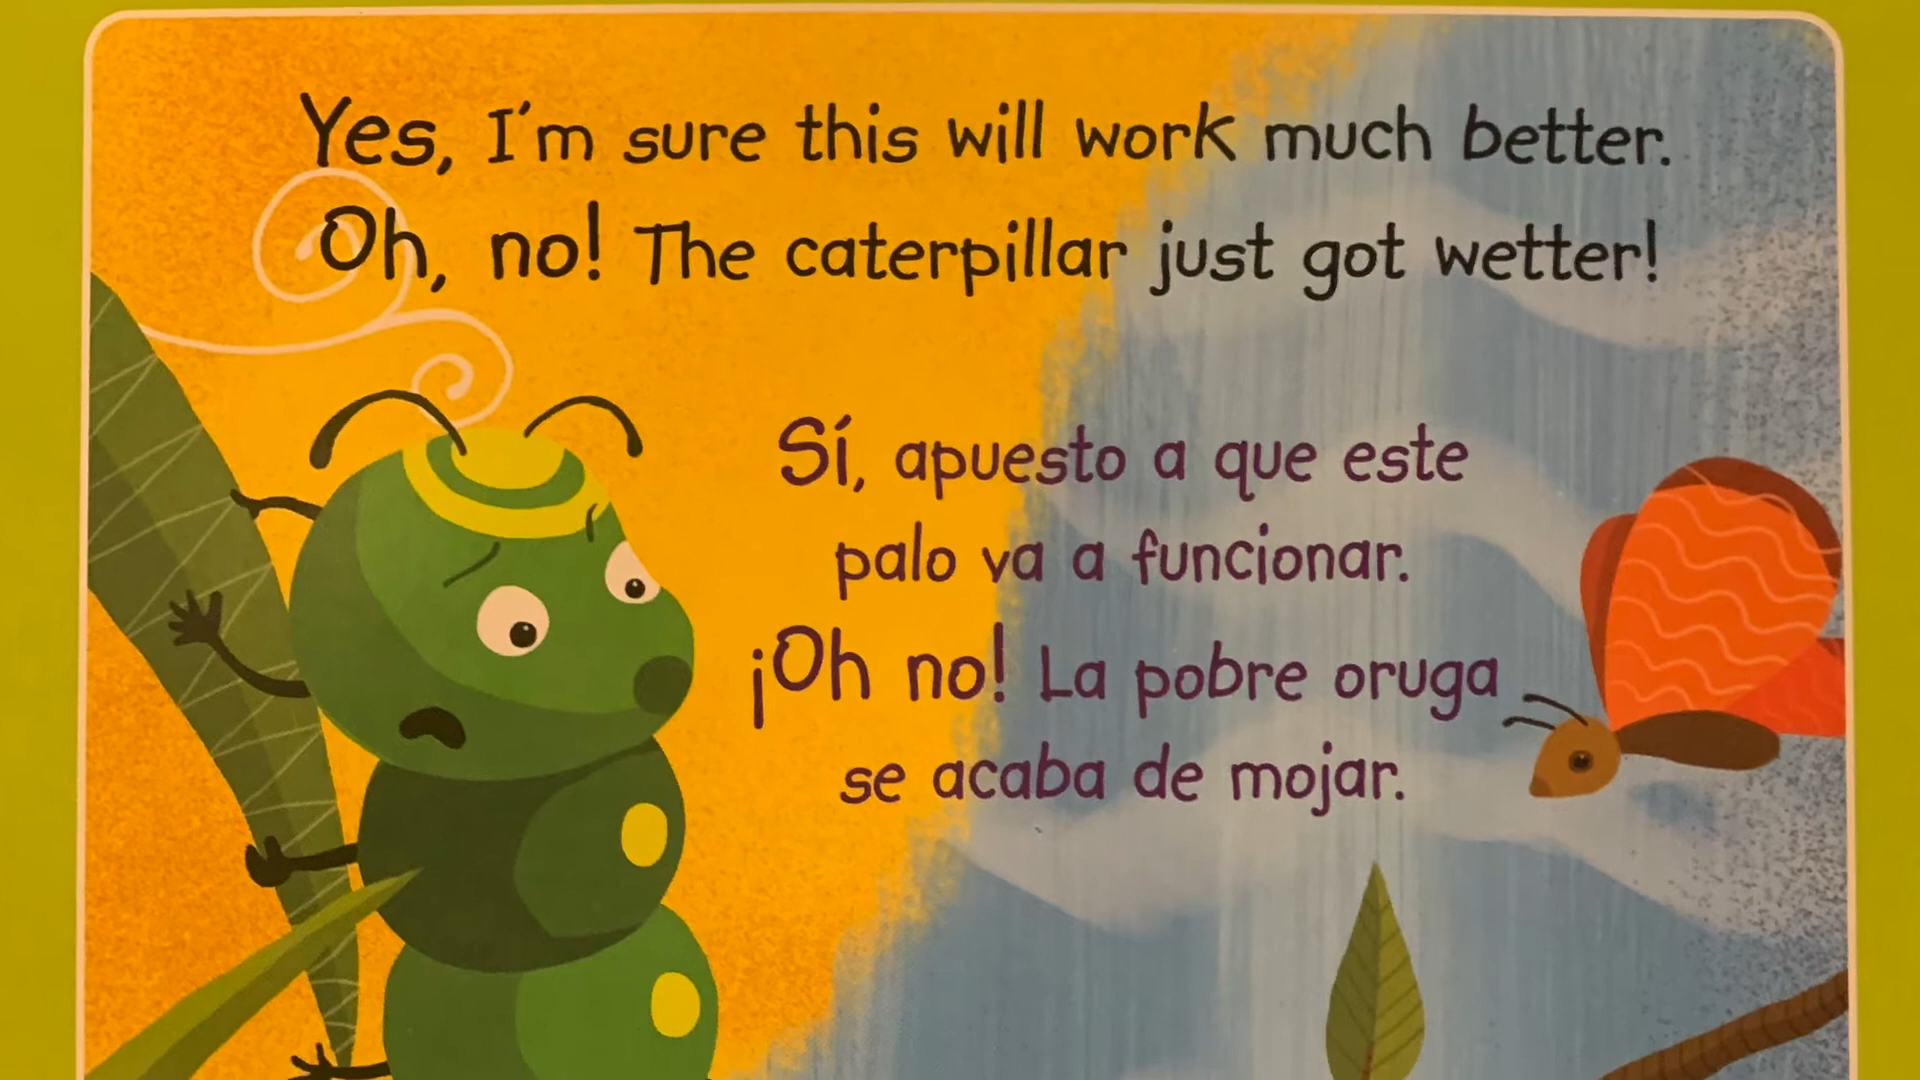 Yes, I'm sure this will work much better.
Oh, no! The caterpillar just got wetter!
Sí, apuesto a que este
palo va a funcionar.
¡Oh no! La pobre oruga
se acaba de mojar.